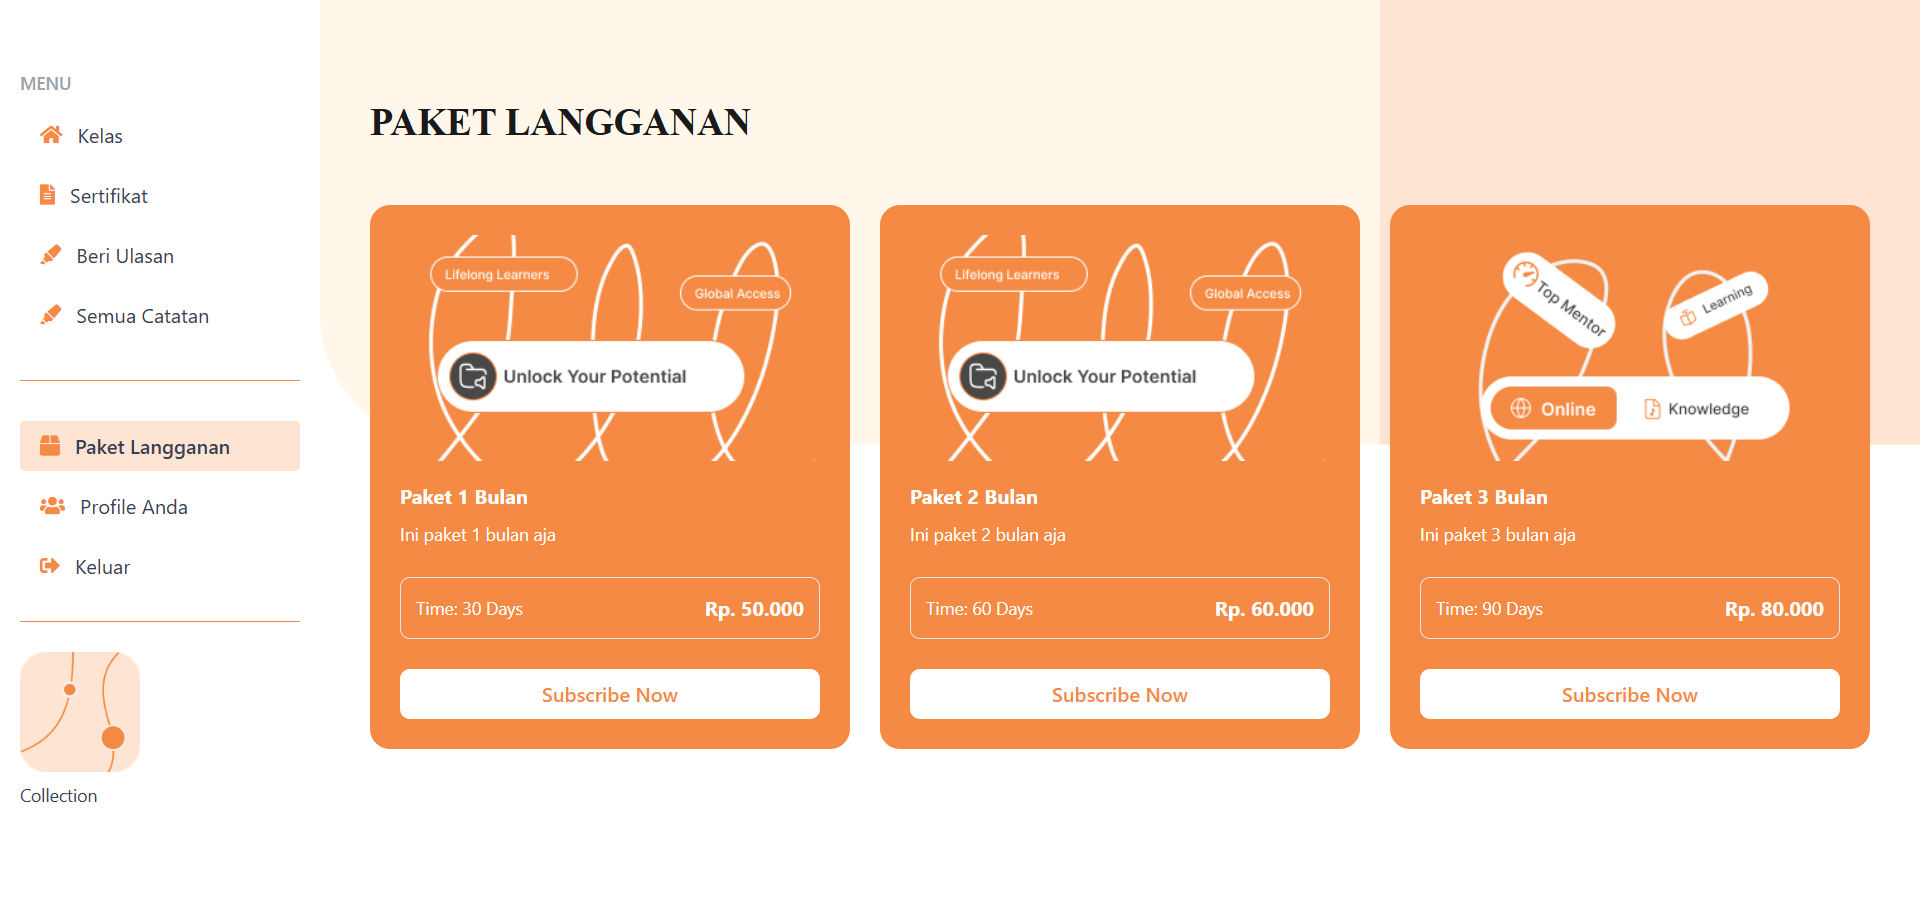 MENU
Kelas
Sertifikat
Beri Ulasan
Semua Catatan
Paket Langganan
Profile Anda
Keluar
Collection
PAKET LANGGANAN
Lifelong Learners
Global Access
Unlock Your Potential
Paket 1 Bulan
Ini paket 1 bulan aja
Time: 30 Days Rp. 50.000
Subscribe Now
Lifelong Learners
Global Access
Unlock Your Potential
Paket 2 Bulan
Ini paket 2 bulan aja
Time: 60 Days Rp. 60.000
Subscribe Now
Top Mentor
Learning
Online Knowledge
Paket 3 Bulan
Ini paket 3 bulan aja
Time: 90 Days Rp. 80.000
Subscribe Now